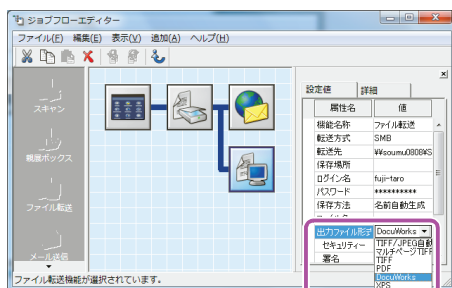 ジョブフローエディター
ファイル(F) 編集(E) 表示(V) 追加(A) ヘルプ(H)
スキャン
親展ボックス
ファイル転送
メール送信
設定値 詳細
属性名 値
機能名称 ファイル転送
転送方式 SMB
転送先 ¥¥soumu0808¥S
保存場所
ログイン名 fuji-taro
パスワード **********
保存方法 名前自動生成
出力ファイル形式 DocuWorks
セキュリティー TIFF/JPEG自動
マルチページTIFF
署名 TIFF
PDF
DocuWorks
XPS
ファイル転送機能が選択されています。